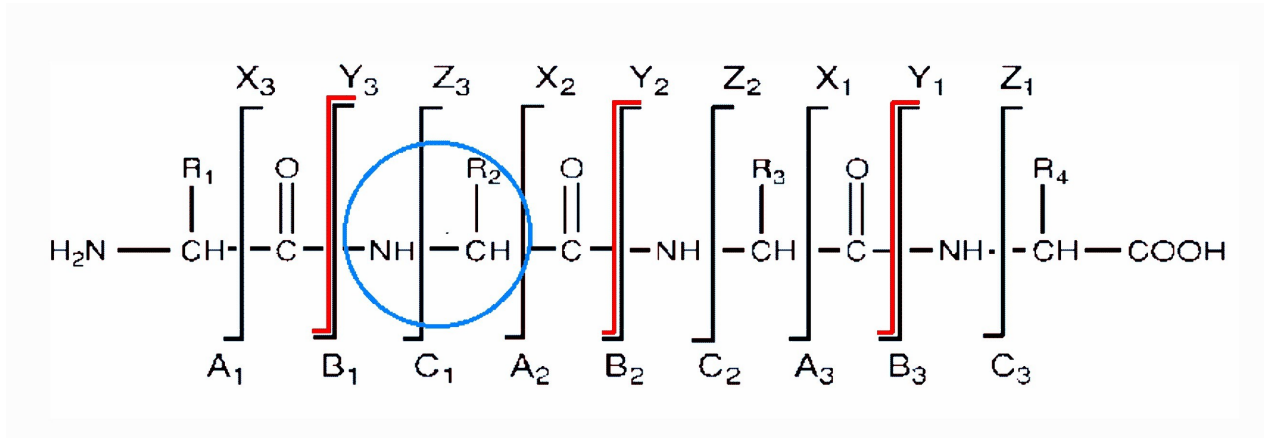 X3 Y3 Z3 X2 Y2 Z2 X1 Y1 Z1
R1 O R2 O R3 O R4
H2N CH C NH CH C NH CH C NH CH COOH
A1 B1 C1 A2 B2 C2 A3 B3 C3